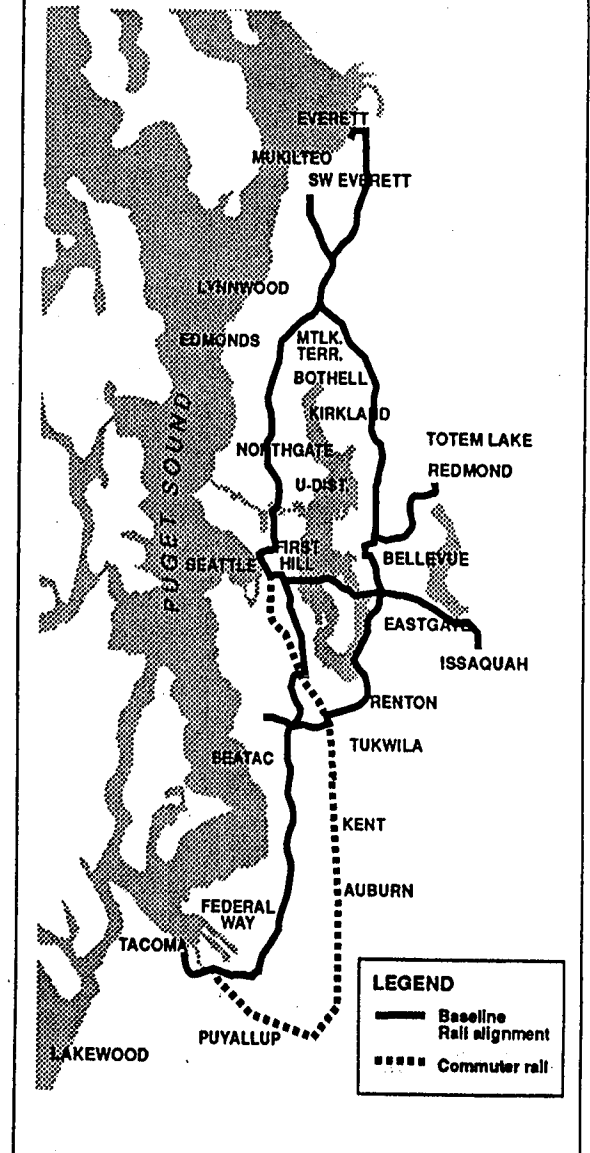 EVERETT
MUKILTEO
SW EVERETT
LYNNWOOD
EDMONDS
MTLK.
TERR.
BOTHELL
KIRKLAND
NORTHGATE
TOTEM LAKE
REDMOND
U-DIST.
PUGET SOUND
FIRST
HILL
SEATTLE
BELLEVUE
EASTGATE
ISSAQUAH
RENTON
TUKWILA
SEATAC
KENT
AUBURN
FEDERAL
WAY
TACOMA
PUYALLUP
LAKEWOOD
LEGEND
Baseline
Rail alignment
Commuter rail